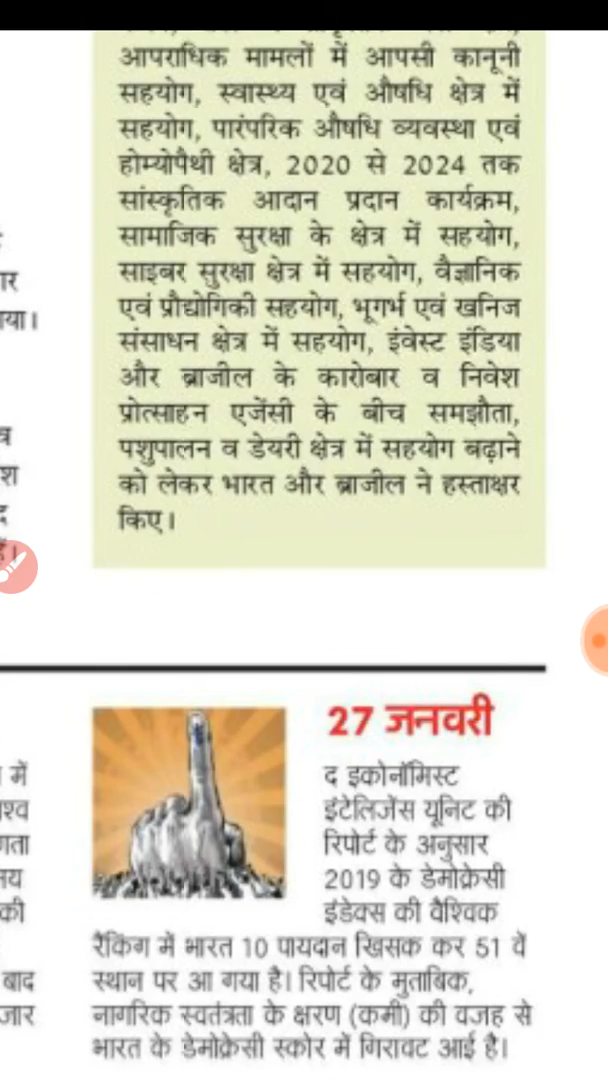 आपराधिक मामलों में आपसी कानूनी
सहयोग, स्वास्थ्य एवं औषधि क्षेत्र में
सहयोग, पारंपरिक औषधि व्यवस्था एवं
होम्योपैथी क्षेत्र, 2020 से 2024 तक
सांस्कृतिक आदान प्रदान कार्यक्रम,
सामाजिक सुरक्षा के क्षेत्र में सहयोग,
साइबर सुरक्षा क्षेत्र में सहयोग, वैज्ञानिक
एवं प्रौद्योगिकी सहयोग, भूगर्भ एवं खनिज
संसाधन क्षेत्र में सहयोग, इंवेस्ट इंडिया
और ब्राजील के कारोबार व निवेश
प्रोत्साहन एजेंसी के बीच समझौता,
पशुपालन व डेयरी क्षेत्र में सहयोग बढ़ाने
को लेकर भारत और ब्राजील ने हस्ताक्षर
किए।
27 जनवरी
द इकोनॉमिस्ट
इंटेलिजेंस यूनिट की
रिपोर्ट के अनुसार
2019 के डेमोक्रेसी
इंडेक्स की वैश्विक
रैंकिंग में भारत 10 पायदान खिसक कर 51 वें
स्थान पर आ गया है। रिपोर्ट के मुताबिक,
नागरिक स्वतंत्रता के क्षरण (कमी) की वजह से
भारत के डेमोक्रेसी स्कोर में गिरावट आई है।
में
की
बाद